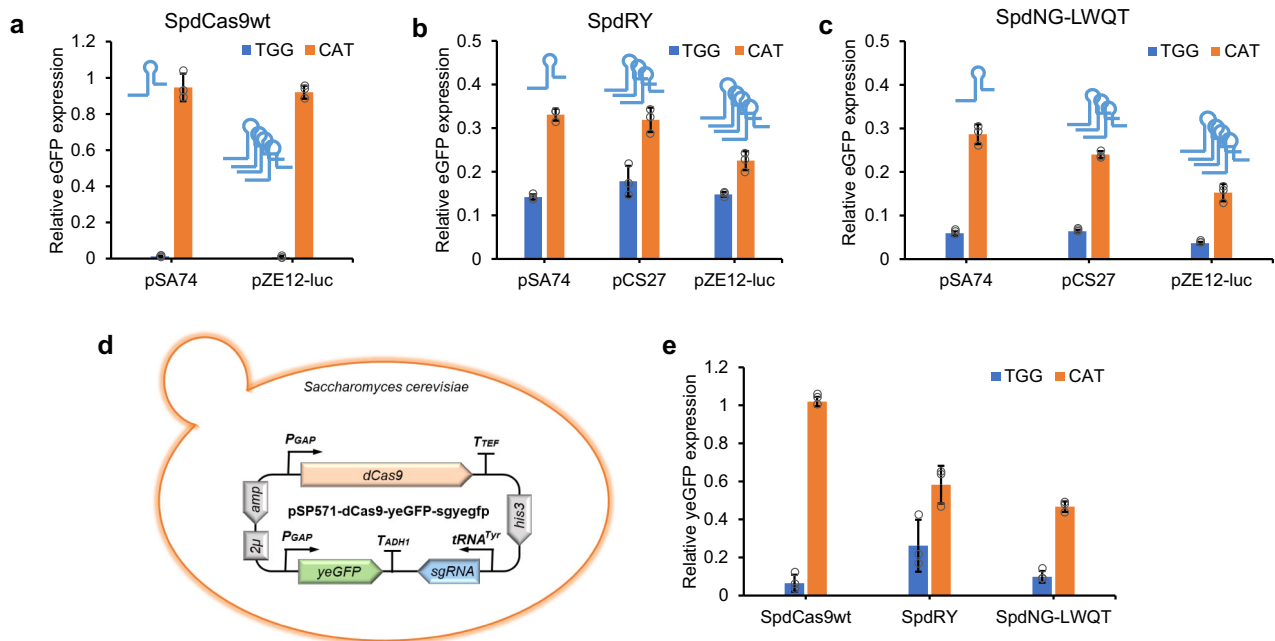 a
SpdCas9wt
TGG CAT
Relative eGFP expression
1.2
1
0.8
0.6
0.4
0.2
0
pSA74 pZE12-luc
b
SpdRY
TGG CAT
Relative eGFP expression
0.5
0.4
0.3
0.2
0.1
0
pSA74 pCS27 pZE12-luc
c
SpdNG-LWQT
TGG CAT
Relative eGFP expression
0.5
0.4
0.3
0.2
0.1
0
pSA74 pCS27 pZE12-luc
d
Saccharomyces cerevisiae
PGAP TTEF
dCas9
amp
pSP571-dCas9-yeGFP-sgyegfp
his3
2μ
PGAP TADH1 tRNATyr
yeGFP sgRNA
e
TGG CAT
Relative yeGFP expression
1.2
1
0.8
0.6
0.4
0.2
0
SpdCas9wt SpdRY SpdNG-LWQT